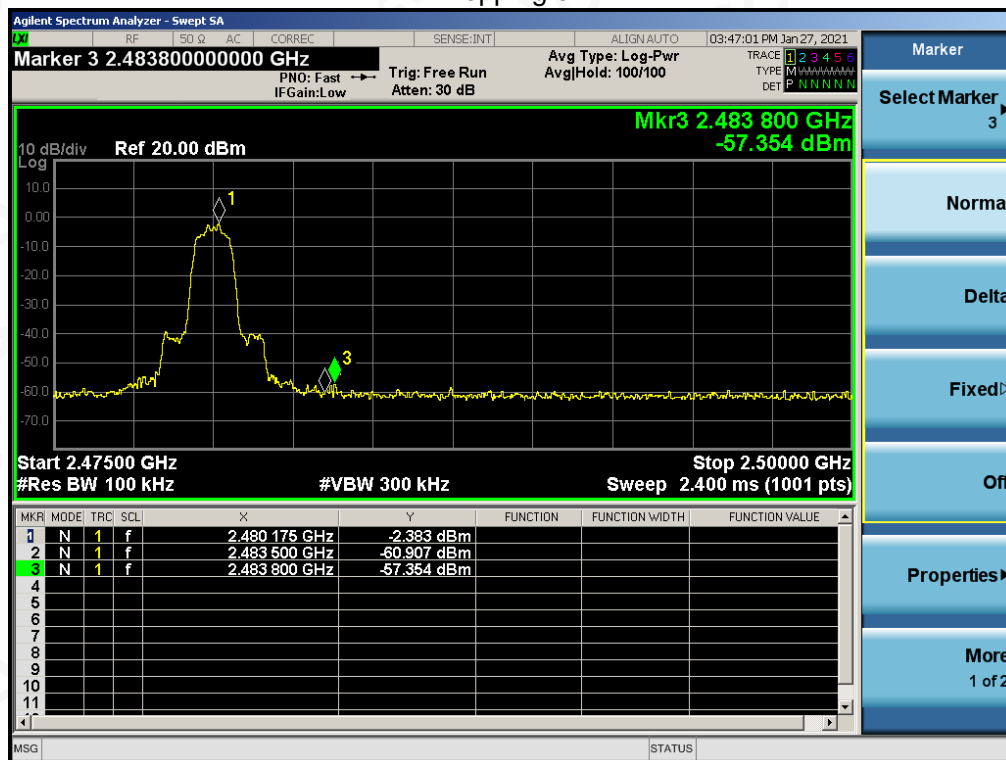 Agilent Spectrum Analyzer - Swept SA
LXI RF 50 Ω AC CORREC SENSE:INT ALIGN AUTO 03:47:01 PM Jan 27, 2021
Marker 3 2.483800000000 GHz
PNO: Fast
IFGain:Low
Trig: Free Run
Atten: 30 dB
Avg Type: Log-Pwr
Avg|Hold: 100/100
TRACE 1 2 3 4 5 6
TYPE M WWWWW
DET P N N N N N
Mkr3 2.483 800 GHz
-57.354 dBm
10 dB/div Ref 20.00 dBm
Log
10.0
0.00
-10.0
-20.0
-30.0
-40.0
-50.0
-60.0
-70.0
1
3
Start 2.47500 GHz Stop 2.50000 GHz
#Res BW 100 kHz #VBW 300 kHz Sweep 2.400 ms (1001 pts)
MKR MODE TRC SCL X Y FUNCTION FUNCTION WIDTH FUNCTION VALUE
1 N 1 f 2.480 175 GHz -2.383 dBm
2 N 1 f 2.483 500 GHz -60.907 dBm
3 N 1 f 2.483 800 GHz -57.354 dBm
4
5
6
7
8
9
10
11
MSG STATUS
Marker
Select Marker
3
Norma
Delta
Fixed
Off
Properties
More
1 of 2